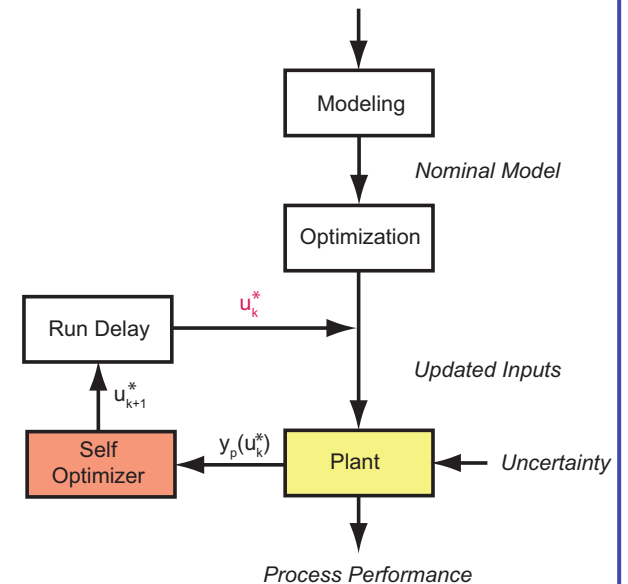 Modeling
Nominal Model
Optimization
u*k
Run Delay
Updated Inputs
u*k+1
yp(u*k)
Self
Optimizer
Plant
Uncertainty
Process Performance